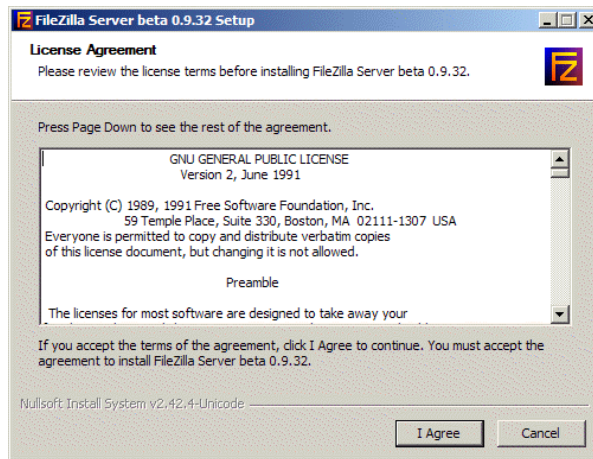 FileZilla Server beta 0.9.32 Setup
License Agreement
Please review the license terms before installing FileZilla Server beta 0.9.32.
FZ
Press Page Down to see the rest of the agreement.
GNU GENERAL PUBLIC LICENSE
Version 2, June 1991
Copyright (C) 1989, 1991 Free Software Foundation, Inc.
59 Temple Place, Suite 330, Boston, MA 02111-1307 USA
Everyone is permitted to copy and distribute verbatim copies
of this license document, but changing it is not allowed.
Preamble
The licenses for most software are designed to take away your
If you accept the terms of the agreement, click I Agree to continue. You must accept the
agreement to install FileZilla Server beta 0.9.32.
Nullsoft Install System v2.42.4-Unicode
I Agree
Cancel